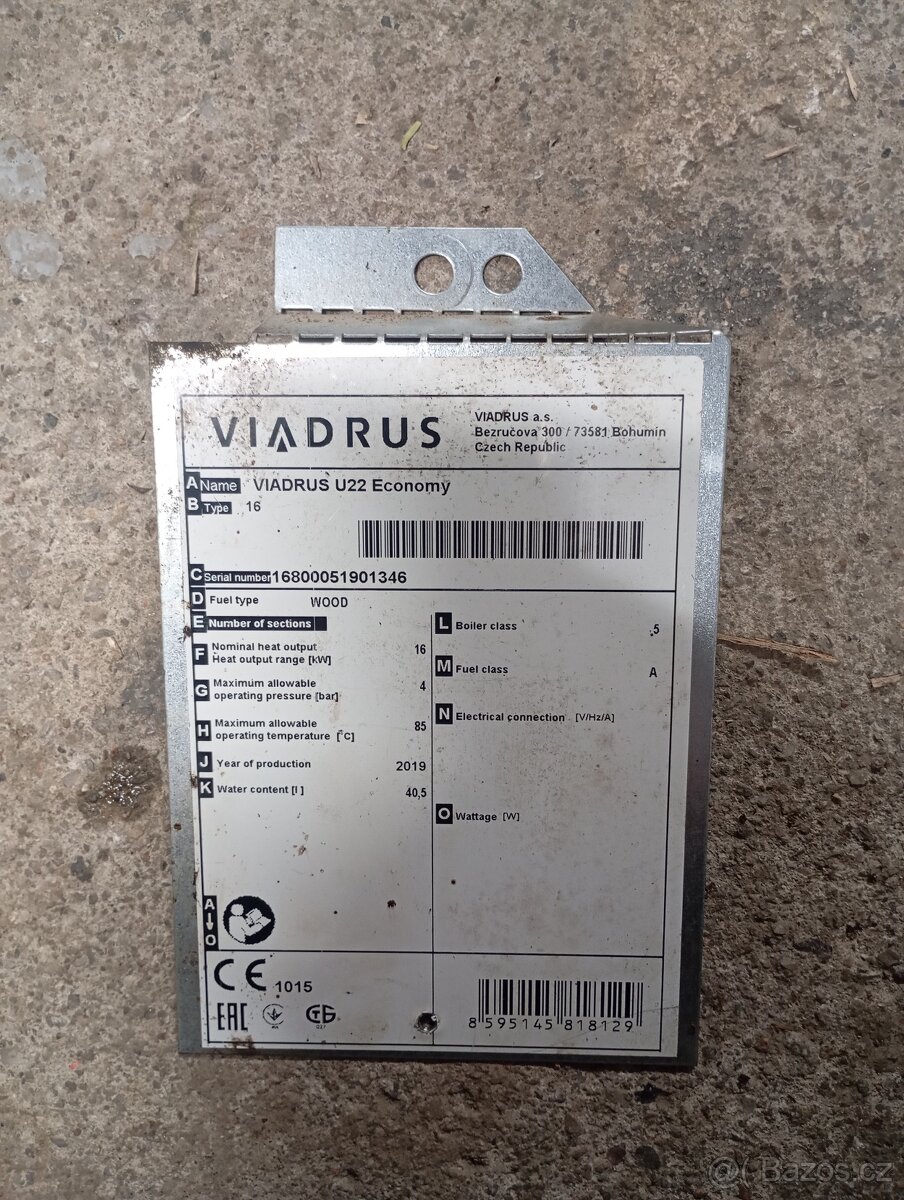 VIADRUS
VIADRUS a.s.
Bezručova 300 / 73581 Bohumín
Czech Republic
A Name VIADRUS U22 Economy
B Type 16
C Serial number 16800051901346
D Fuel type WOOD
E Number of sections
F Nominal heat output 16
Heat output range [kW]
G Maximum allowable 4
operating pressure [bar]
H Maximum allowable 85
operating temperature [°C]
J Year of production 2019
K Water content [l] 40,5
L Boiler class 5
M Fuel class A
N Electrical connection [V/Hz/A]
O Wattage [W]
A
O
CE 1015
EAC
8 595145 818129
@ Bazos.cz